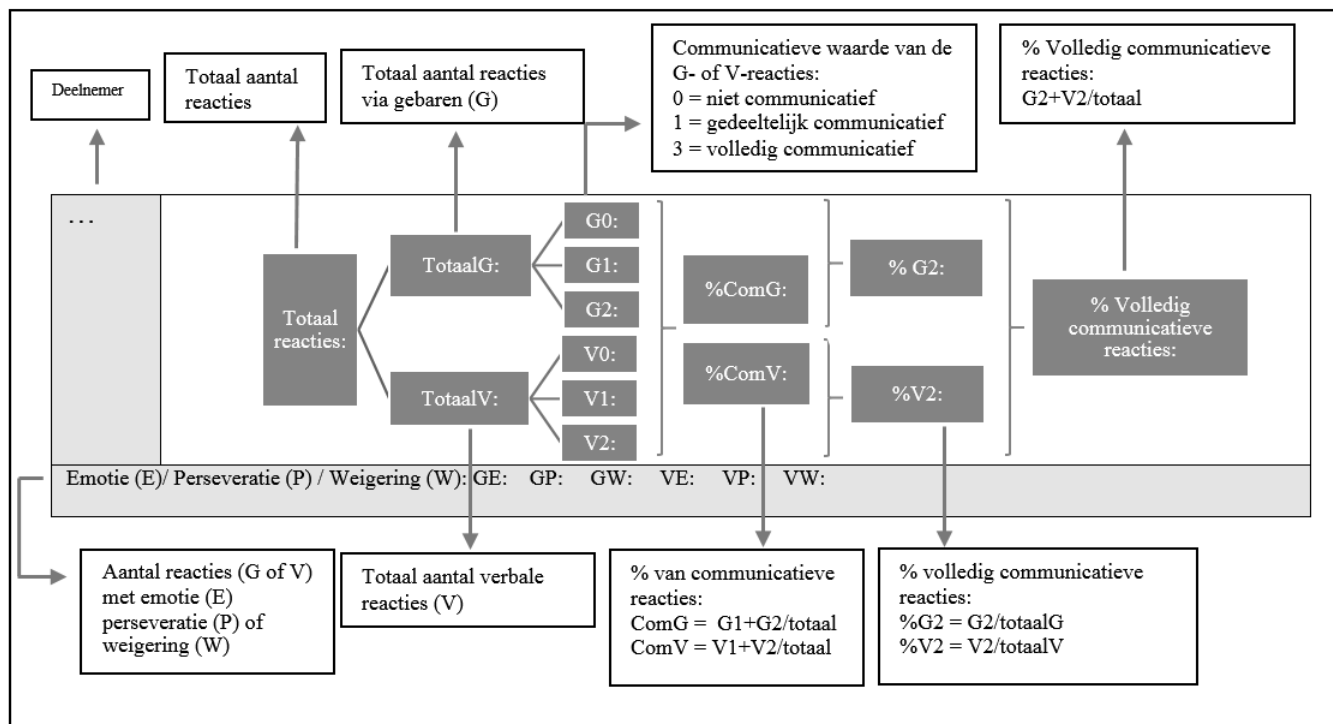 Deelnemer
Totaal aantal
reacties
Totaal aantal reacties
via gebaren (G)
Communicatieve waarde van de
G- of V-reacties:
0 = niet communicatief
1 = gedeeltelijk communicatief
3 = volledig communicatief
% Volledig communicatieve
reacties:
G2+V2/totaal
…
Totaal
reacties:
TotaalG:
TotaalV:
G0:
G1:
G2:
V0:
V1:
V2:
%ComG:
%ComV:
% G2:
%V2:
% Volledig
communicatieve
reacties:
Emotie (E)/ Perseveratie (P) / Weigering (W): GE: GP: GW: VE: VP: VW:
Aantal reacties (G of V)
met emotie (E)
perseveratie (P) of
weigering (W)
Totaal aantal verbale
reacties (V)
% van communicatieve
reacties:
ComG = G1+G2/totaal
ComV = V1+V2/totaal
% volledig communicatieve
reacties:
%G2 = G2/totaalG
%V2 = V2/totaalV